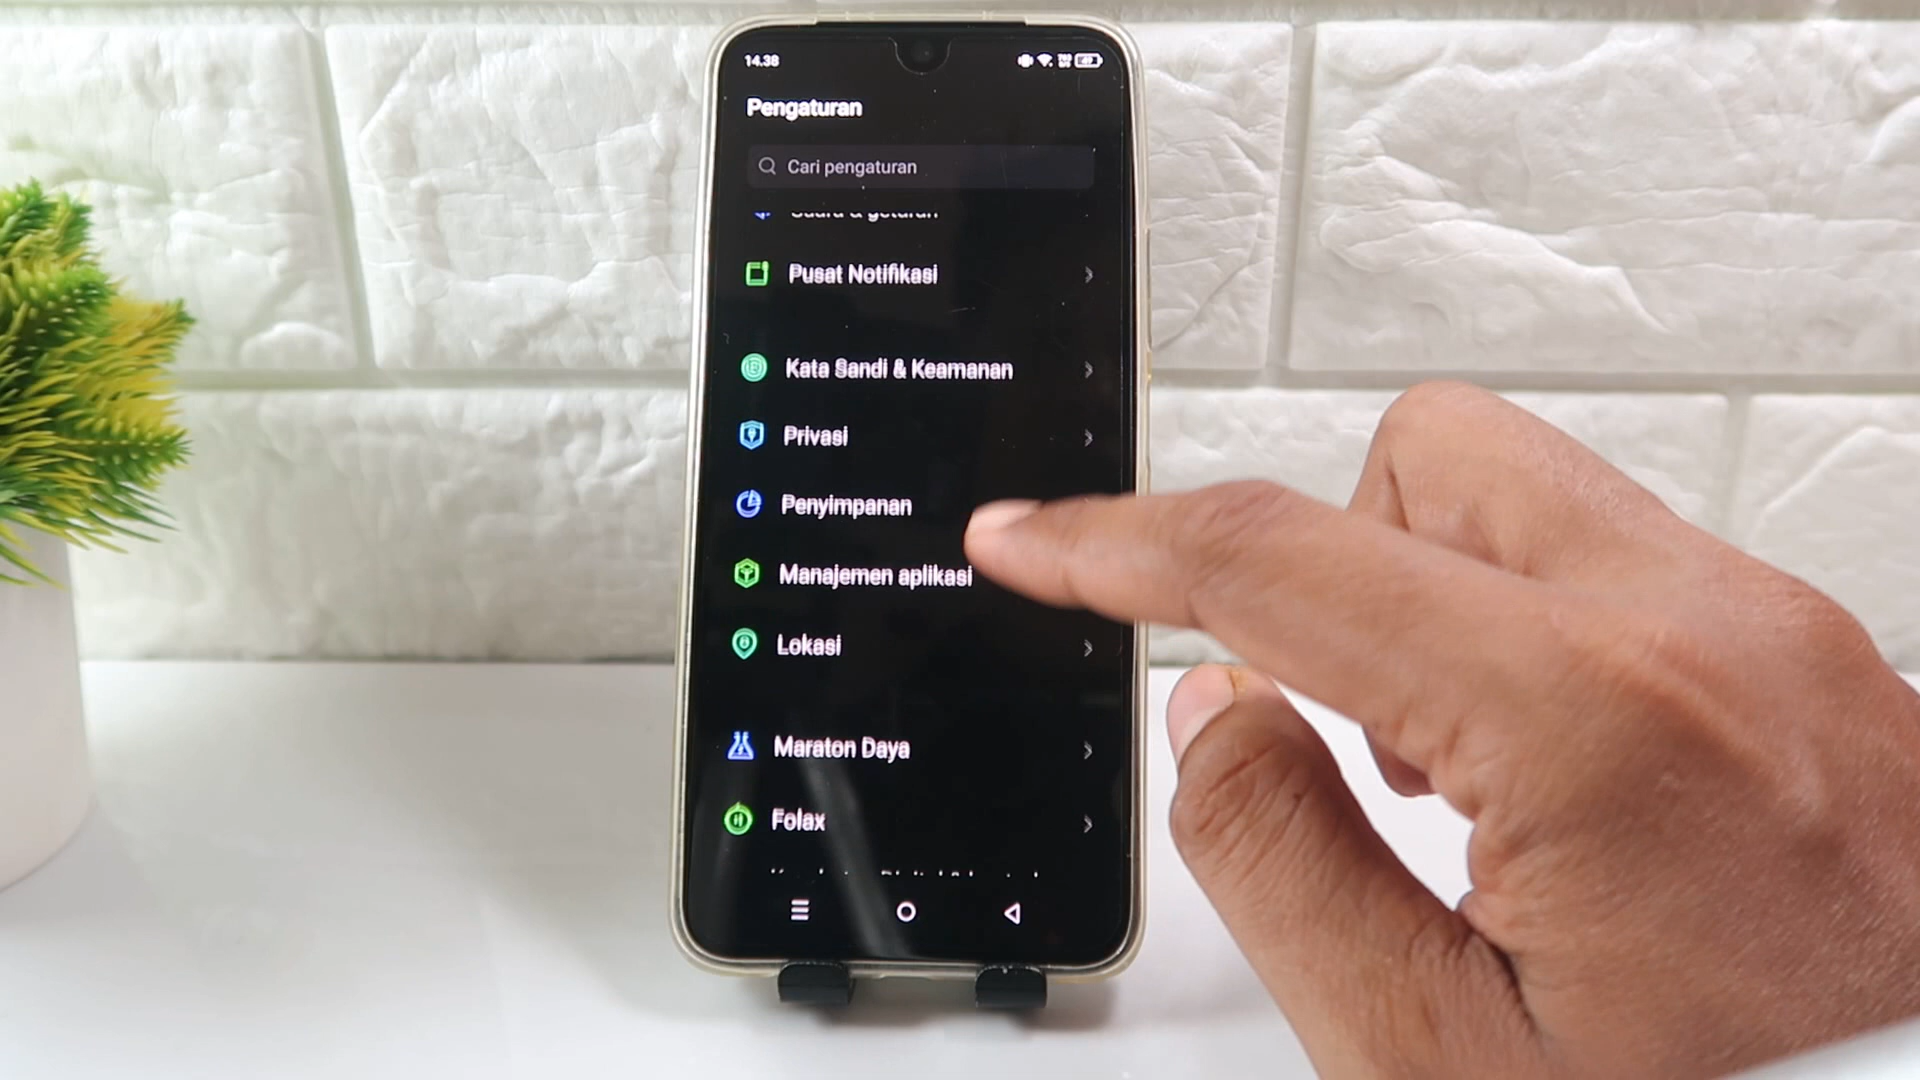 14.38
Pengaturan
Cari pengaturan
Suara & getaran
Pusat Notifikasi
Kata Sandi & Keamanan
Privasi
Penyimpanan
Manajemen aplikasi
Lokasi
Maraton Daya
Folax